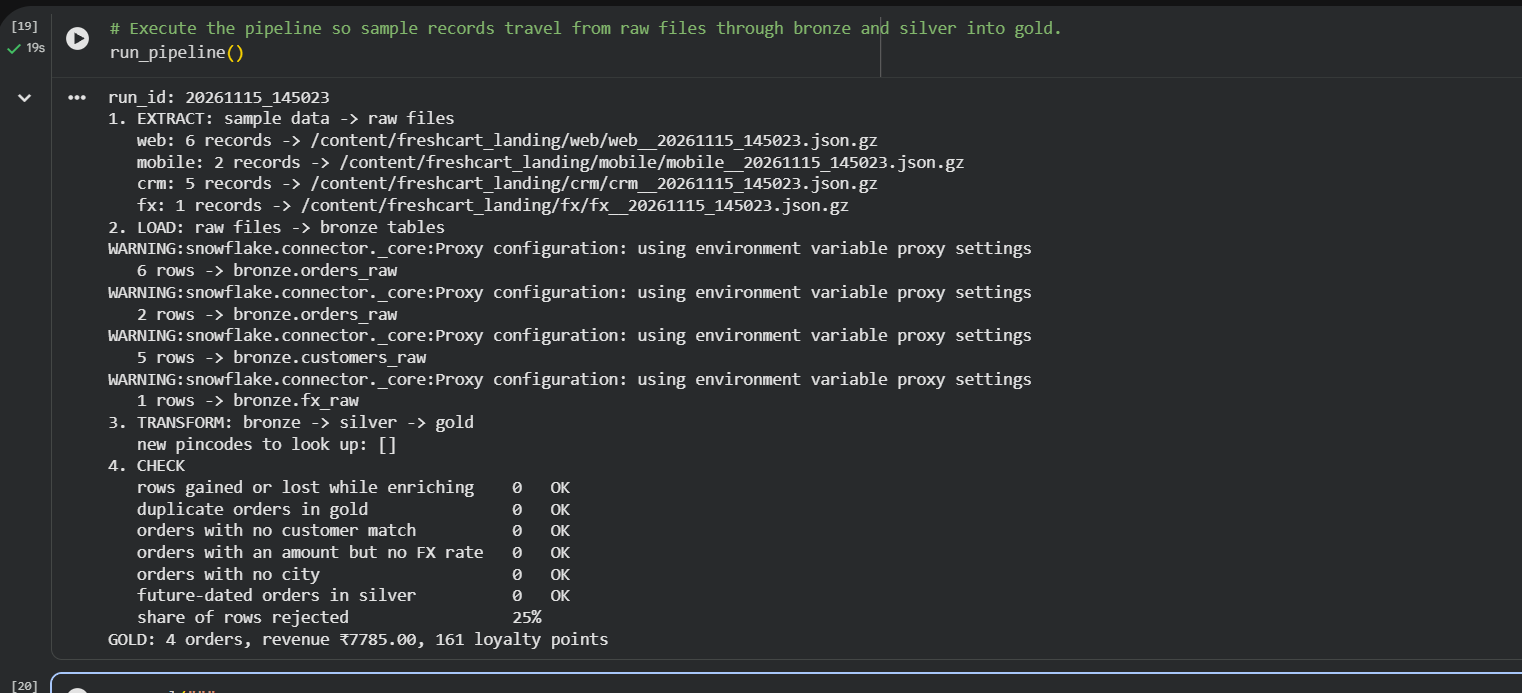 [19]
19s
# Execute the pipeline so sample records travel from raw files through bronze and silver into gold.
run_pipeline()
run_id: 20261115_145023
1. EXTRACT: sample data -> raw files
web: 6 records -> /content/freshcart_landing/web/web__20261115_145023.json.gz
mobile: 2 records -> /content/freshcart_landing/mobile/mobile__20261115_145023.json.gz
crm: 5 records -> /content/freshcart_landing/crm/crm__20261115_145023.json.gz
fx: 1 records -> /content/freshcart_landing/fx/fx__20261115_145023.json.gz
2. LOAD: raw files -> bronze tables
WARNING:snowflake.connector._core:Proxy configuration: using environment variable proxy settings
6 rows -> bronze.orders_raw
WARNING:snowflake.connector._core:Proxy configuration: using environment variable proxy settings
2 rows -> bronze.orders_raw
WARNING:snowflake.connector._core:Proxy configuration: using environment variable proxy settings
5 rows -> bronze.customers_raw
WARNING:snowflake.connector._core:Proxy configuration: using environment variable proxy settings
1 rows -> bronze.fx_raw
3. TRANSFORM: bronze -> silver -> gold
new pincodes to look up: []
4. CHECK
rows gained or lost while enriching 0 OK
duplicate orders in gold 0 OK
orders with no customer match 0 OK
orders with an amount but no FX rate 0 OK
orders with no city 0 OK
future-dated orders in silver 0 OK
share of rows rejected 25%
GOLD: 4 orders, revenue ₹7785.00, 161 loyalty points
[20]